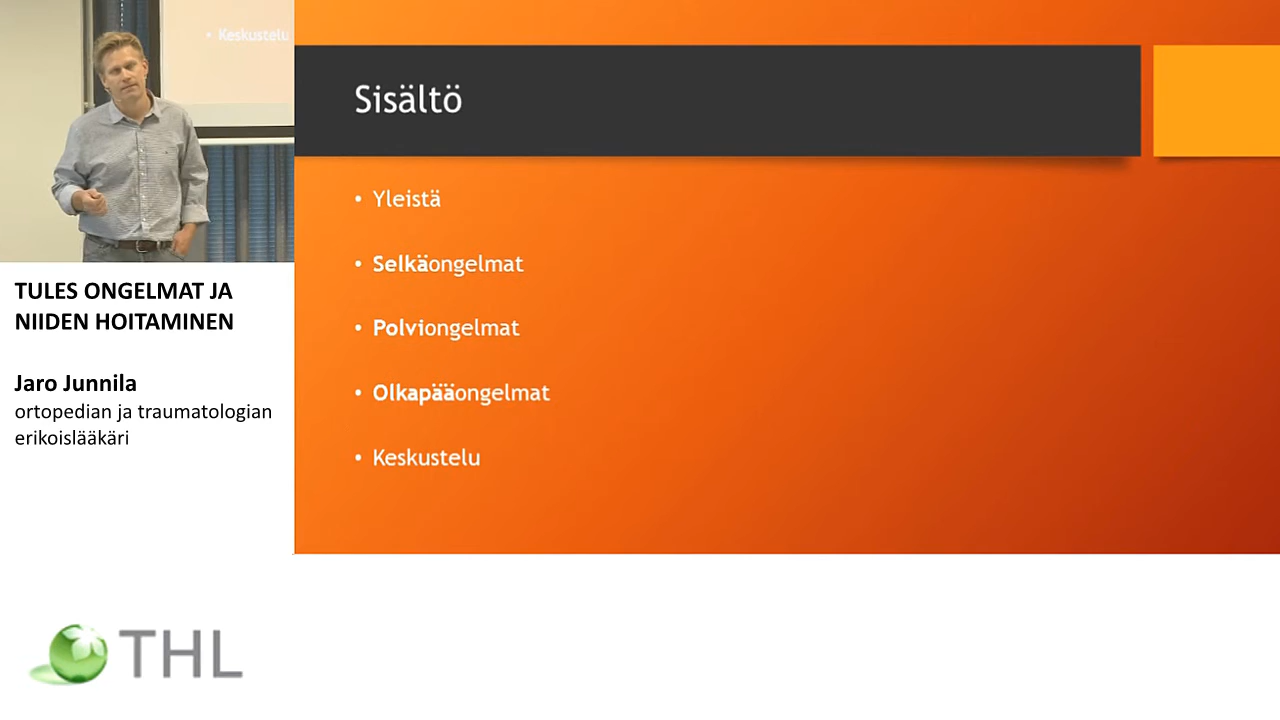 • Keskustelu
TULES ONGELMAT JA
NIIDEN HOITAMINEN
Jaro Junnila
ortopedian ja traumatologian
erikoislääkäri
THL
Sisältö
• Yleistä
• Selkäongelmat
• Polviongelmat
• Olkapääongelmat
• Keskustelu